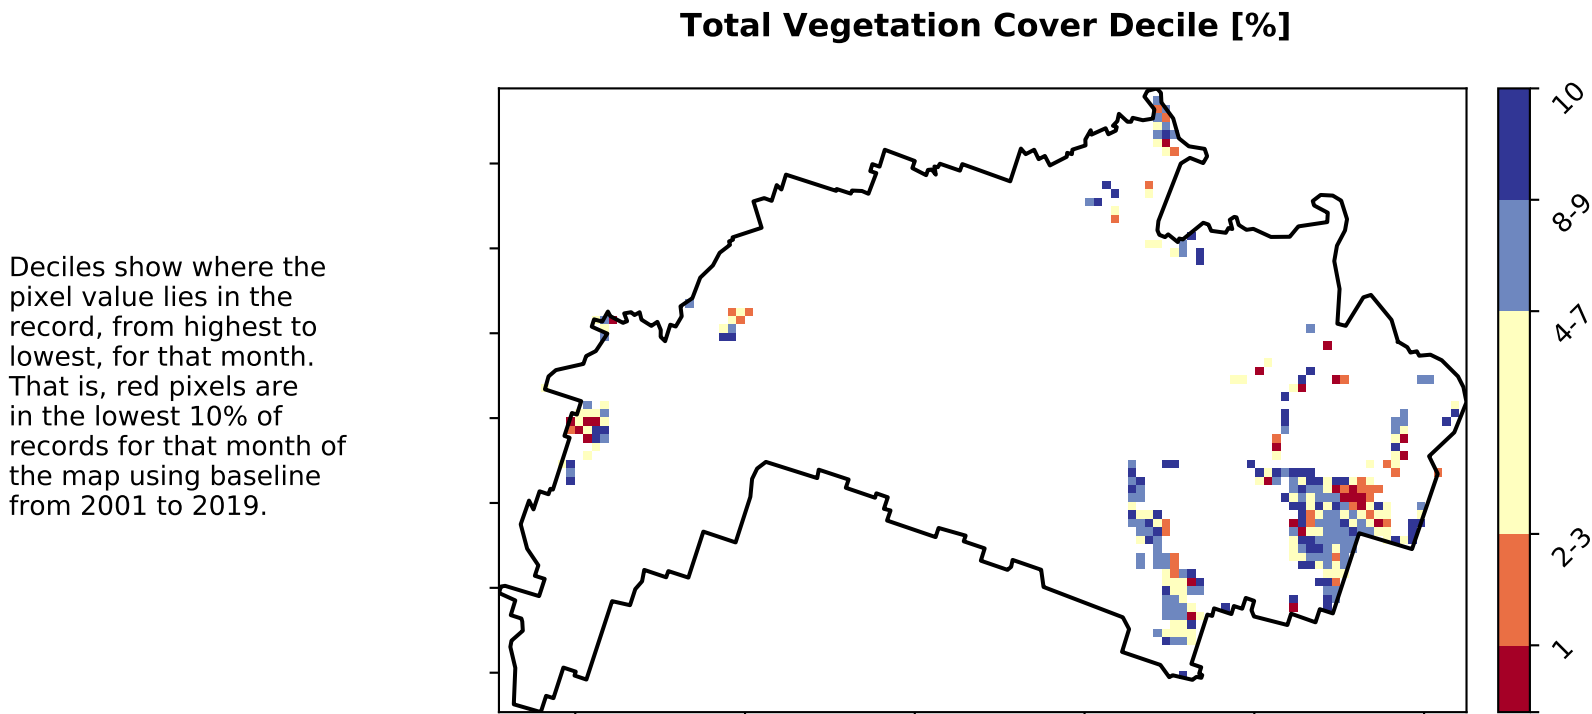 Total Vegetation Cover Decile [%]
Deciles show where the
pixel value lies in the
record, from highest to
lowest, for that month.
That is, red pixels are
in the lowest 10% of
records for that month of
the map using baseline
from 2001 to 2019.
10
8-9
4-7
2-3
1